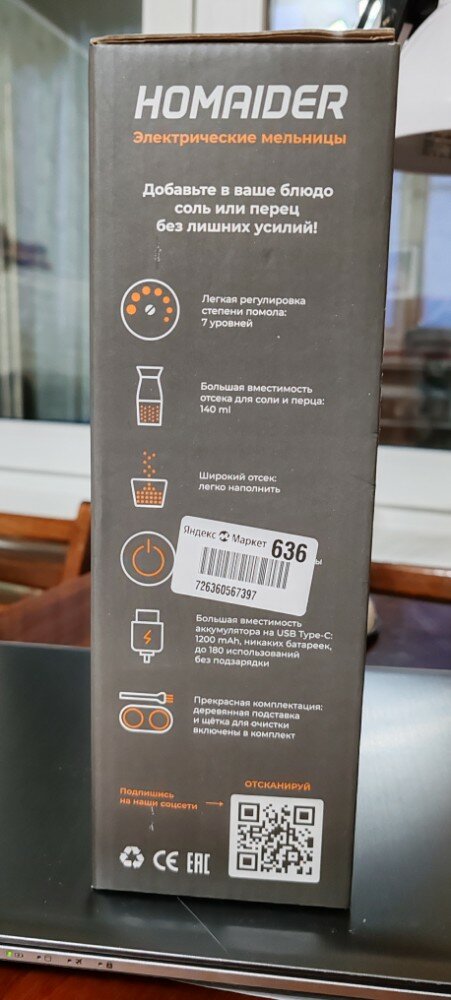 HOMAIDER
Электрические мельницы
Добавьте в ваше блюдо
соль или перец
без лишних усилий!
Легкая регулировка
степени помола:
7 уровней
Большая вместимость
отсека для соли и перца:
140 ml
Широкий отсек:
легко наполнить
Яндекс Маркет 636
726360567397
Большая вместимость
аккумулятора на USB Type-C:
1200 mAh, никаких батареек,
до 180 использований
без подзарядки
Прекрасная комплектация:
деревянная подставка
и щётка для очистки
включены в комплект
ОТСКАНИРУЙ
Подпишись
на наши соцсети
CE EAC